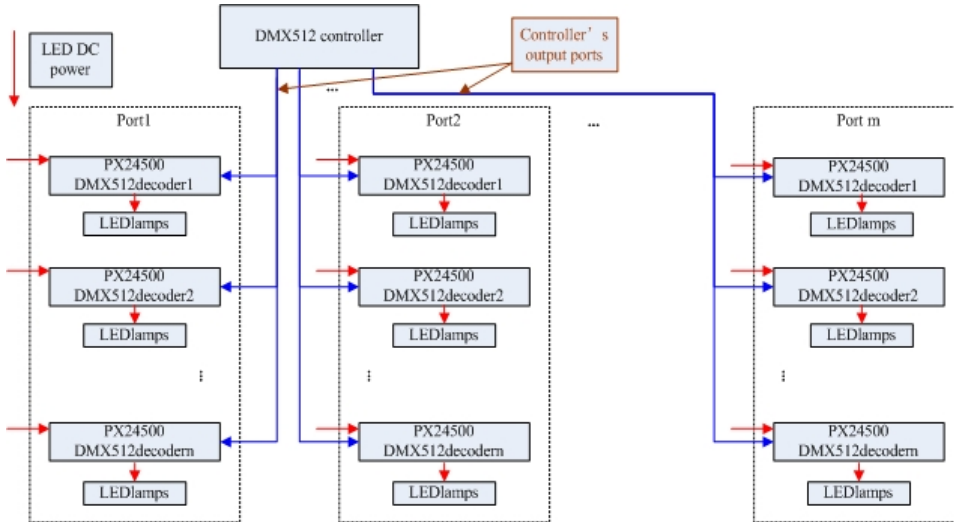 DMX512 controller
LED DC
power
Controller’s
output ports
...
Port1
Port2
...
Port m
PX24500
DMX512decoder1
LEDlamps
PX24500
DMX512decoder1
LEDlamps
PX24500
DMX512decoder1
LEDlamps
PX24500
DMX512decoder2
LEDlamps
PX24500
DMX512decoder2
LEDlamps
PX24500
DMX512decoder2
LEDlamps
...
...
...
PX24500
DMX512decodern
LEDlamps
PX24500
DMX512decodern
LEDlamps
PX24500
DMX512decodern
LEDlamps